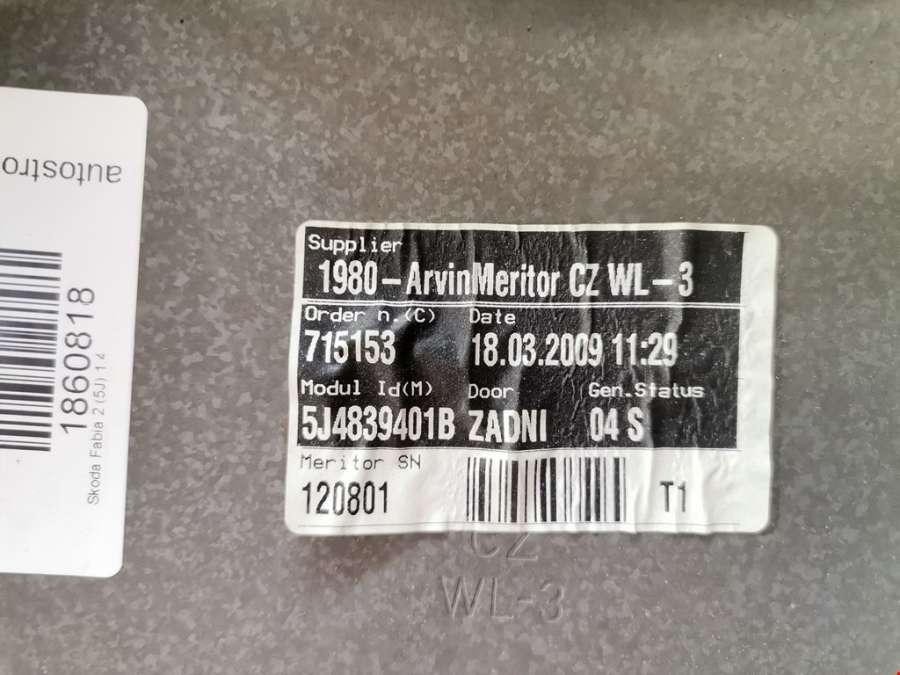 autostro
1860818
Skoda Fabia 2 (5J) 1.4
Supplier
1980-ArvinMeritor CZ WL-3
Order n.(C) Date
715153 18.03.2009 11:29
Modul Id(M) Door Gen.Status
5J4839401B ZADNI 04 S
Meritor SN
120801 T1
CZ
WL-3